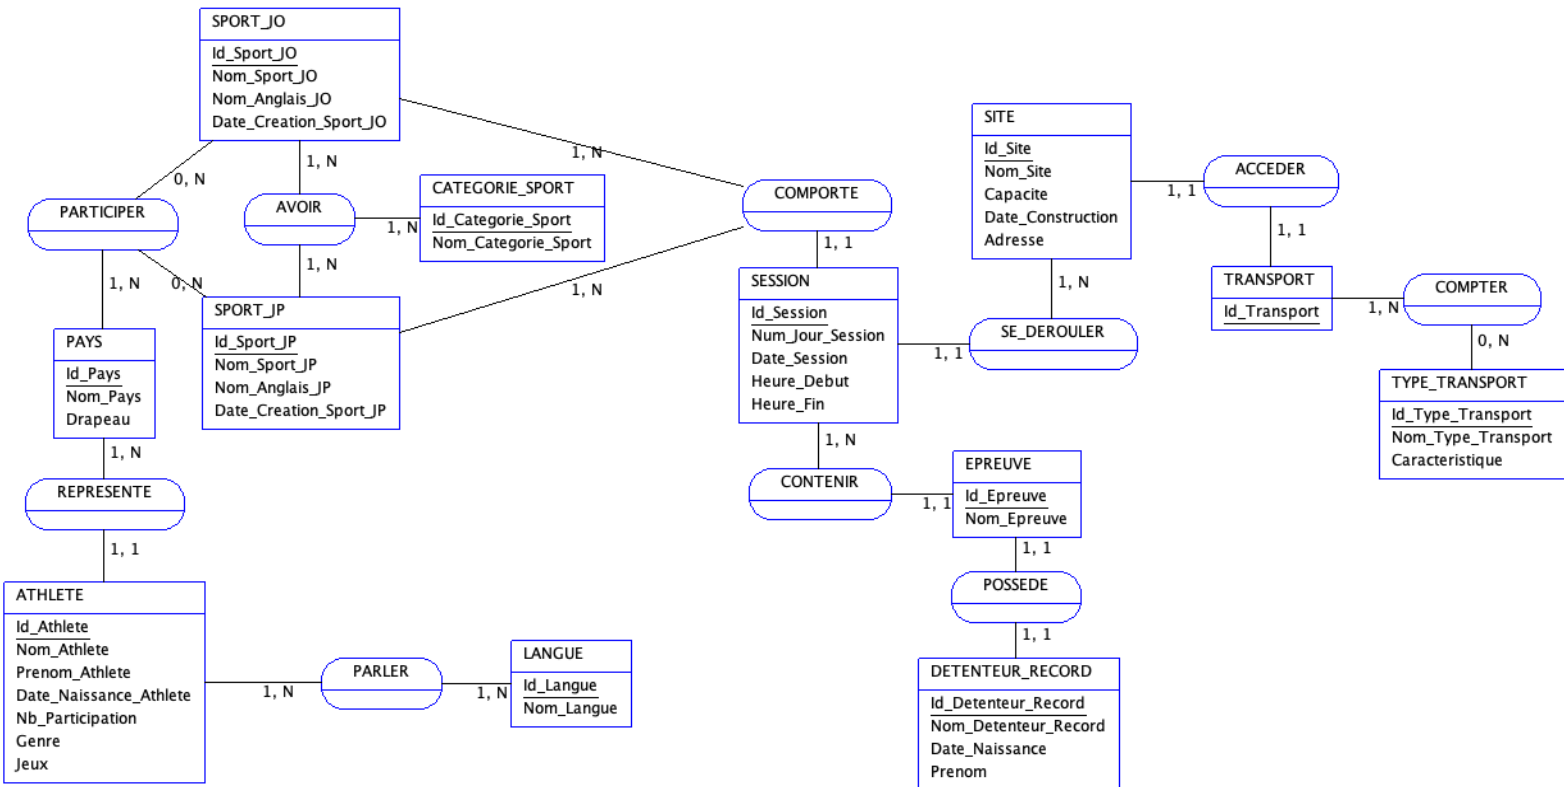 SPORT_JO
Id_Sport_JO
Nom_Sport_JO
Nom_Anglais_JO
Date_Creation_Sport_JO
0, N
1, N
1, N
PARTICIPER
AVOIR
1, N
CATEGORIE_SPORT
Id_Categorie_Sport
Nom_Categorie_Sport
COMPORTE
1, 1
1, N
1, N
0, N
1, N
SPORT_JP
Id_Sport_JP
Nom_Sport_JP
Nom_Anglais_JP
Date_Creation_Sport_JP
PAYS
Id_Pays
Nom_Pays
Drapeau
1, N
REPRESENTE
1, 1
ATHLETE
Id_Athlete
Nom_Athlete
Prenom_Athlete
Date_Naissance_Athlete
Nb_Participation
Genre
Jeux
1, N
PARLER
1, N
LANGUE
Id_Langue
Nom_Langue
SESSION
Id_Session
Num_Jour_Session
Date_Session
Heure_Debut
Heure_Fin
1, 1
SE_DEROULER
1, N
SITE
Id_Site
Nom_Site
Capacite
Date_Construction
Adresse
1, 1
ACCEDER
1, 1
TRANSPORT
Id_Transport
1, N
COMPTER
0, N
TYPE_TRANSPORT
Id_Type_Transport
Nom_Type_Transport
Caracteristique
1, N
CONTENIR
1, 1
EPREUVE
Id_Epreuve
Nom_Epreuve
1, 1
POSSEDE
1, 1
DETENTEUR_RECORD
Id_Detenteur_Record
Nom_Detenteur_Record
Date_Naissance
Prenom